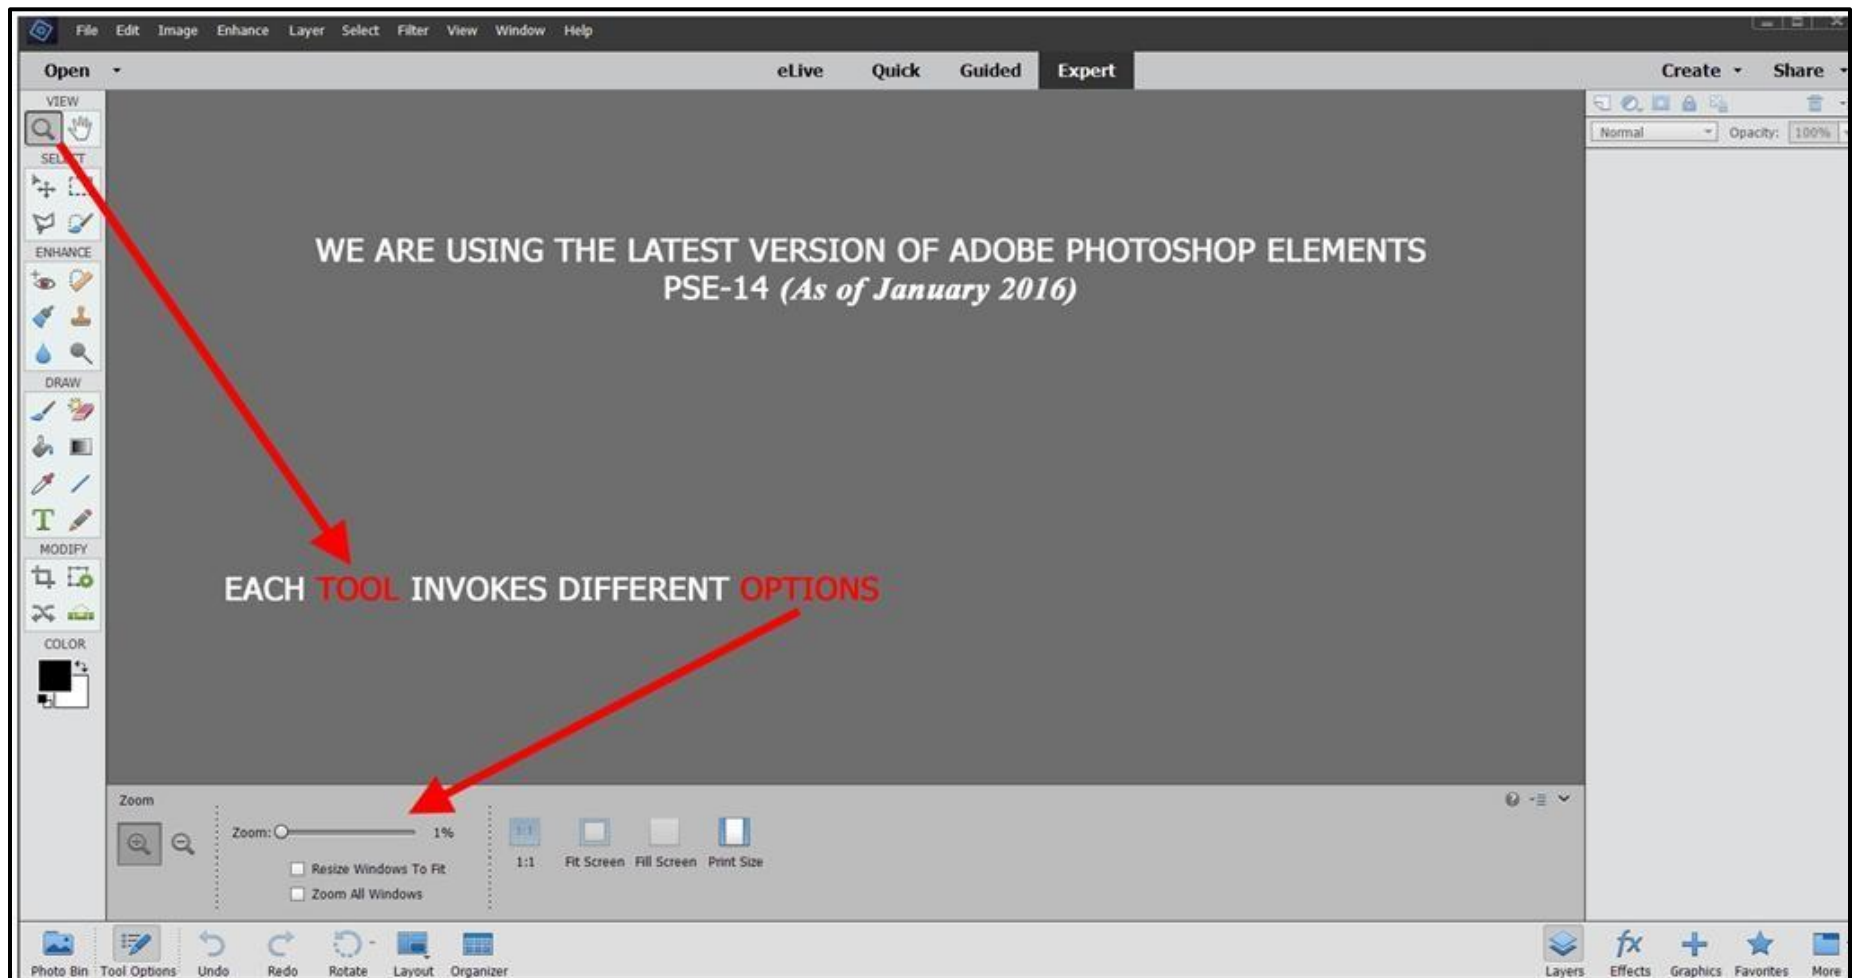 File Edit Image Enhance Layer Select Filter View Window Help
Open eLive Quick Guided Expert Create Share
VIEW
Normal Opacity: 100%
SELECT
ENHANCE
WE ARE USING THE LATEST VERSION OF ADOBE PHOTOSHOP ELEMENTS
PSE-14 (As of January 2016)
DRAW
T
MODIFY
EACH TOOL INVOKES DIFFERENT OPTIONS
COLOR
Zoom
Zoom: 1%
Resize Windows To Fit
Zoom All Windows
1:1
1:1 Fit Screen Fill Screen Print Size
Photo Bin Tool Options Undo Redo Rotate Layout Organizer Layers fx Effects Graphics Favorites More